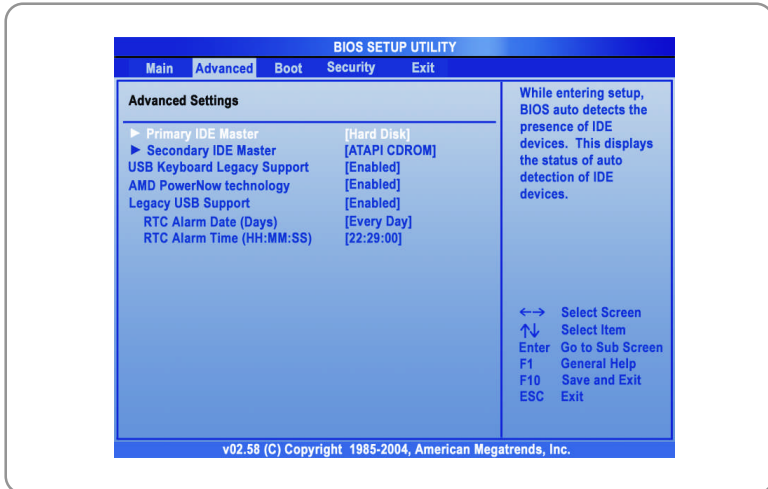 BIOS SETUP UTILITY
Main Advanced Boot Security Exit
Advanced Settings
► Primary IDE Master [Hard Disk]
► Secondary IDE Master [ATAPI CDROM]
USB Keyboard Legacy Support [Enabled]
AMD PowerNow technology [Enabled]
Legacy USB Support [Enabled]
RTC Alarm Date (Days) [Every Day]
RTC Alarm Time (HH:MM:SS) [22:29:00]
While entering setup,
BIOS auto detects the
presence of IDE
devices. This displays
the status of auto
detection of IDE
devices.
←→ Select Screen
↑↓ Select Item
Enter Go to Sub Screen
F1 General Help
F10 Save and Exit
ESC Exit
v02.58 (C) Copyright 1985-2004, American Megatrends, Inc.